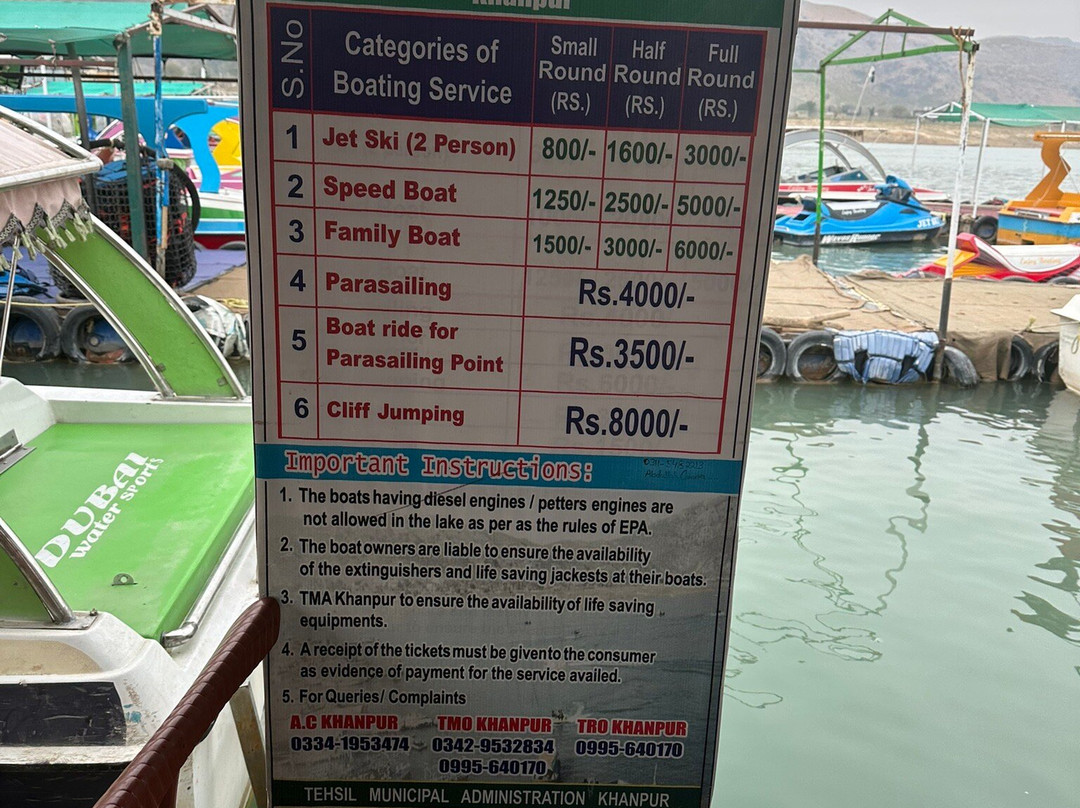 Khanpur
S.No Categories of Boating Service Small Round (RS.) Half Round (RS.) Full Round (RS.)
1 Jet Ski (2 Person) 800/- 1600/- 3000/-
2 Speed Boat 1250/- 2500/- 5000/-
3 Family Boat 1500/- 3000/- 6000/-
4 Parasailing Rs.4000/-
5 Boat ride for Parasailing Point Rs.3500/-
6 Cliff Jumping Rs.8000/-
Important Instructions:
1. The boats having diesel engines / petters engines are
not allowed in the lake as per as the rules of EPA.
2. The boat owners are liable to ensure the availability
of the extinguishers and life saving jackests at their boats.
3. TMA Khanpur to ensure the availability of life saving
equipments.
4. A receipt of the tickets must be givento the consumer
as evidence of payment for the service availed.
5. For Queries/ Complaints
A.C KHANPUR TMO KHANPUR TRO KHANPUR
0334-1953474 0342-9532834 0995-640170
0995-640170
TEHSIL MUNICIPAL ADMINISTRATION KHANPUR
DUBAI
water sports